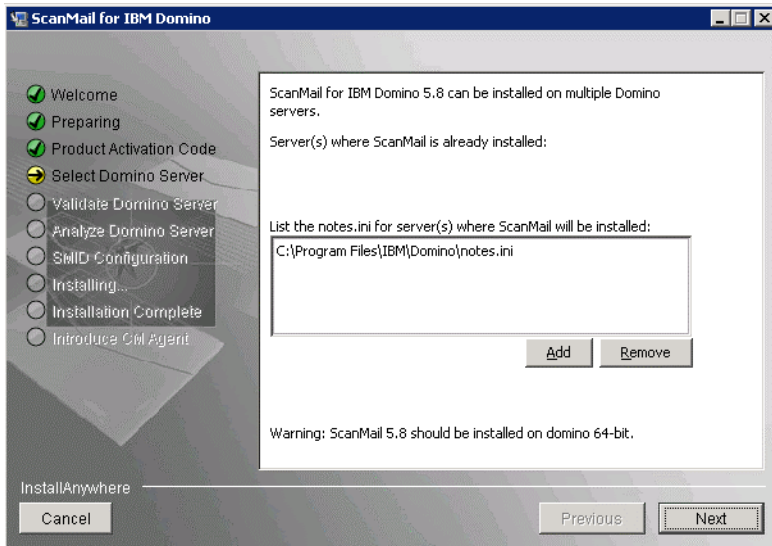 ScanMail for IBM Domino
Welcome
Preparing
Product Activation Code
Select Domino Server
Validate Domino Server
Analyze Domino Server
SMID Configuration
Installing...
Installation Complete
Introduce CM Agent
ScanMail for IBM Domino 5.8 can be installed on multiple Domino
servers.
Server(s) where ScanMail is already installed:
List the notes.ini for server(s) where ScanMail will be installed:
C:\Program Files\IBM\Domino\notes.ini
Add Remove
Warning: ScanMail 5.8 should be installed on domino 64-bit.
InstallAnywhere
Cancel Previous Next